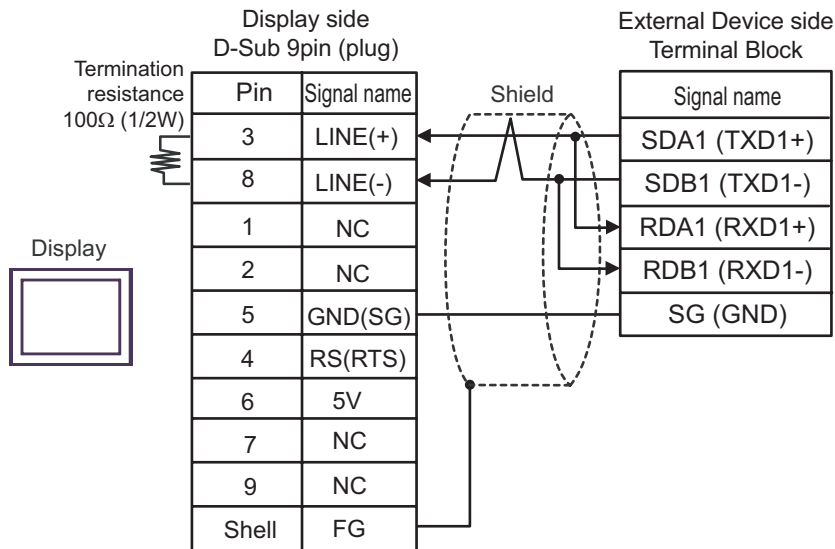 Display side
D-Sub 9pin (plug)
External Device side
Terminal Block
Termination
resistance
100Ω (1/2W)
Pin Signal name
Shield
Signal name
3 LINE(+)
SDA1 (TXD1+)
8 LINE(-)
SDB1 (TXD1-)
1 NC
RDA1 (RXD1+)
Display
2 NC
RDB1 (RXD1-)
5 GND(SG)
SG (GND)
4 RS(RTS)
6 5V
7 NC
9 NC
Shell FG